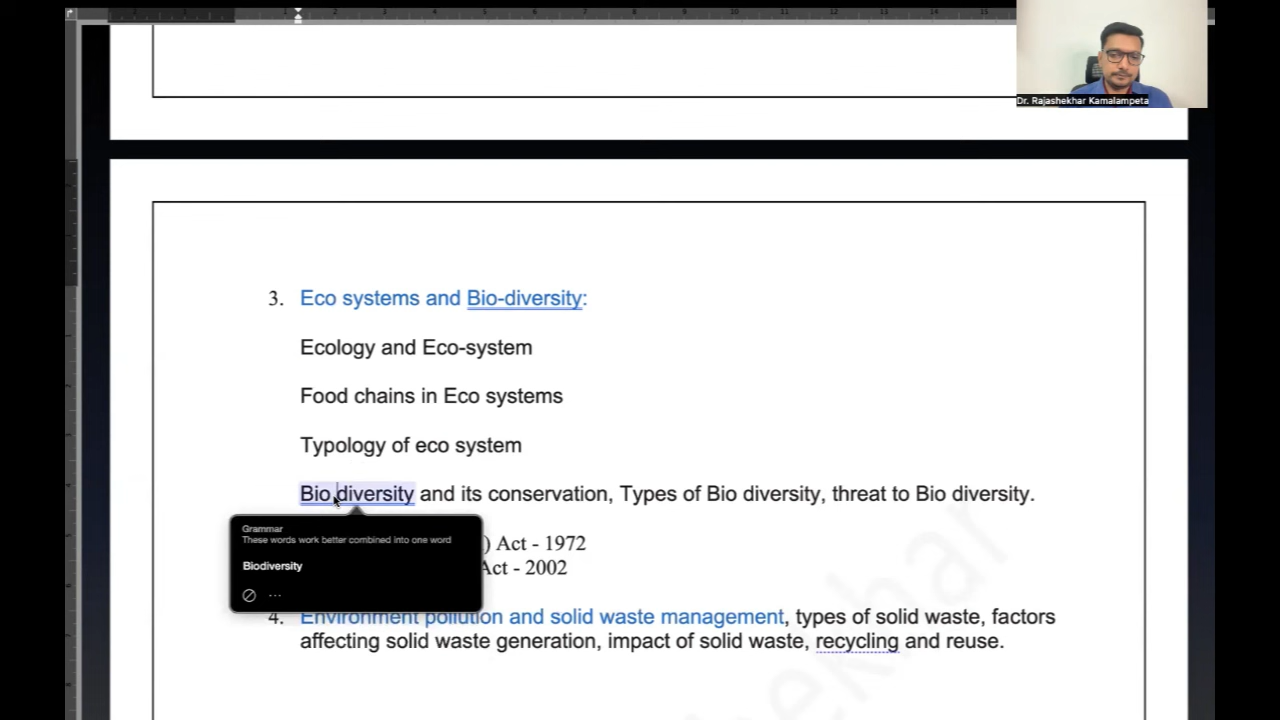 Dr. Rajashekhar Kamalampeta
3. Eco systems and Bio-diversity:
Ecology and Eco-system
Food chains in Eco systems
Typology of eco system
Bio diversity and its conservation, Types of Bio diversity, threat to Bio diversity.
Grammar
These words work better combined into one word
Biodiversity
) Act - 1972
Act - 2002
4. Environment pollution and solid waste management, types of solid waste, factors
affecting solid waste generation, impact of solid waste, recycling and reuse.